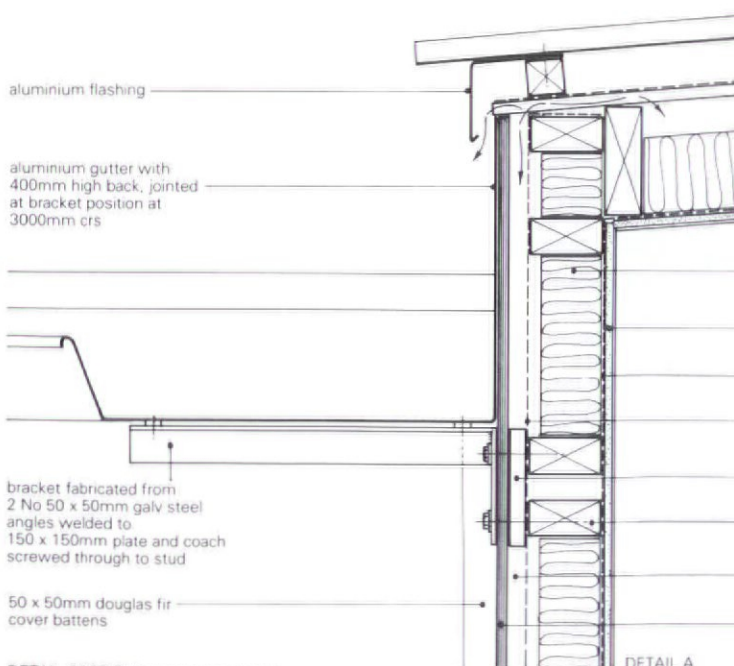 aluminium flashing
aluminium gutter with
400mm high back, jointed
at bracket position at
3000mm crs
bracket fabricated from
2 No 50 x 50mm galv steel
angles welded to
150 x 150mm plate and coach
screwed through to stud
50 x 50mm douglas fir
cover battens
DETAIL A